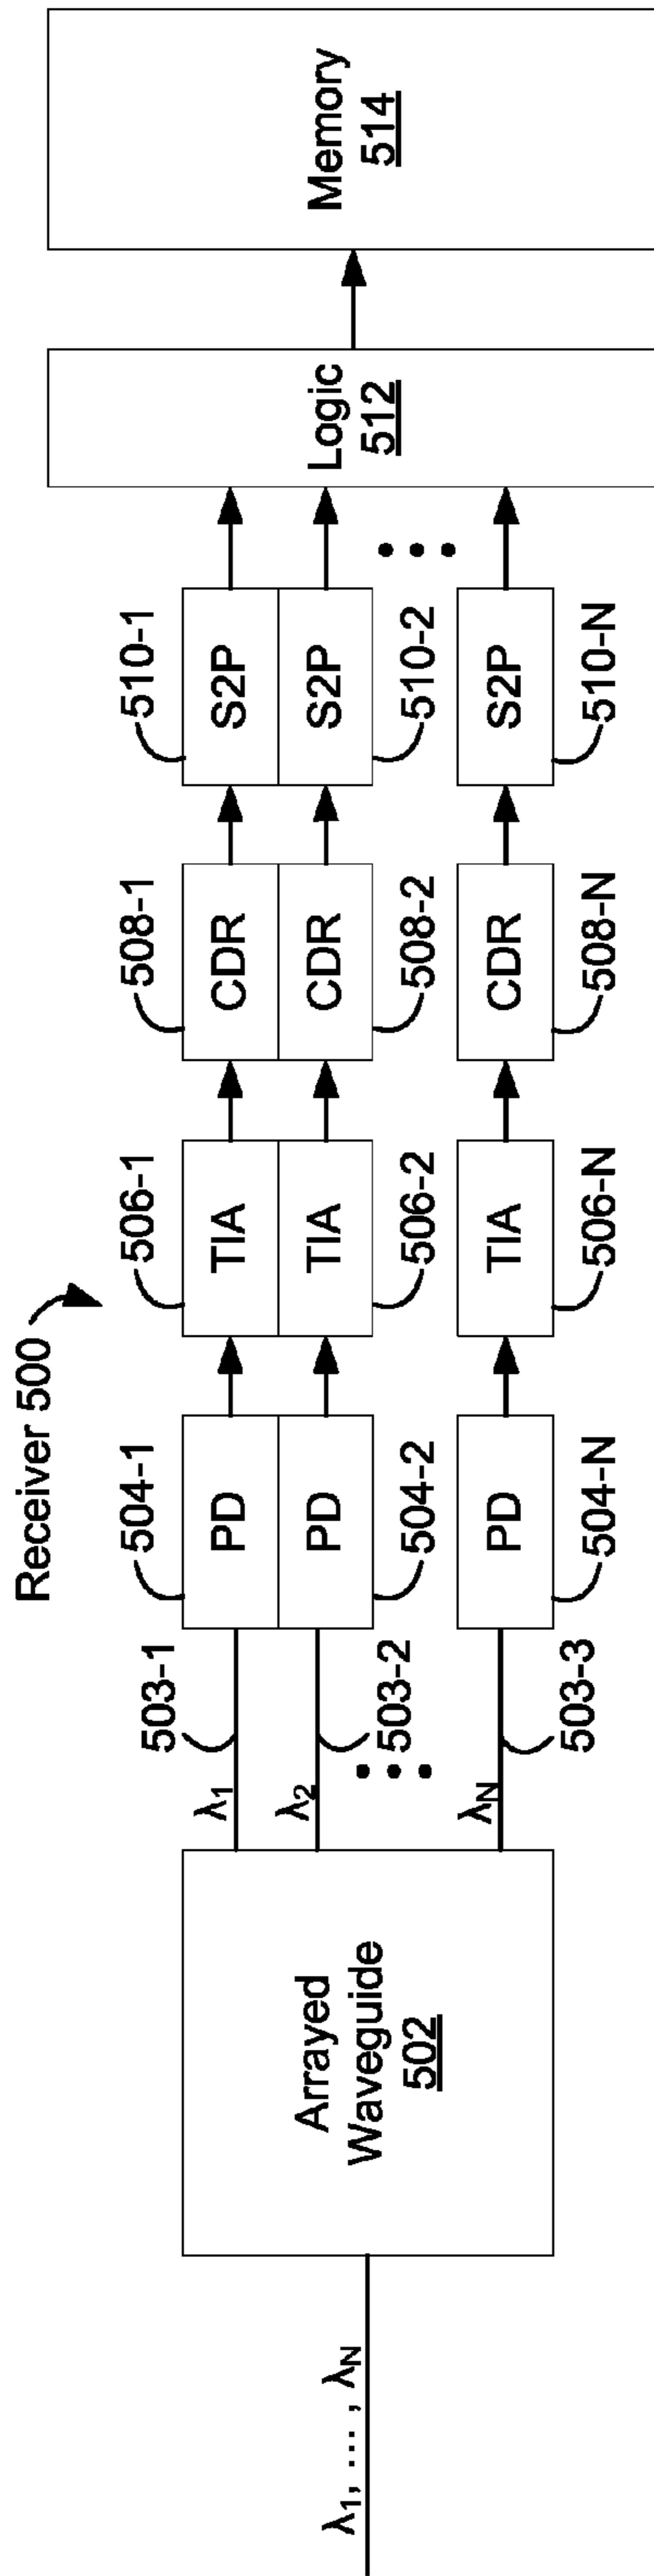 Receiver 500
λ1, ... , λN
Arrayed
Waveguide
502
λ1
503-1
λ2
503-2
λN
503-3
504-1
PD
PD
504-2
PD
504-N
506-1
TIA
TIA
506-2
TIA
506-N
508-1
CDR
CDR
508-2
CDR
508-N
510-1
S2P
S2P
510-2
S2P
510-N
Logic
512
Memory
514